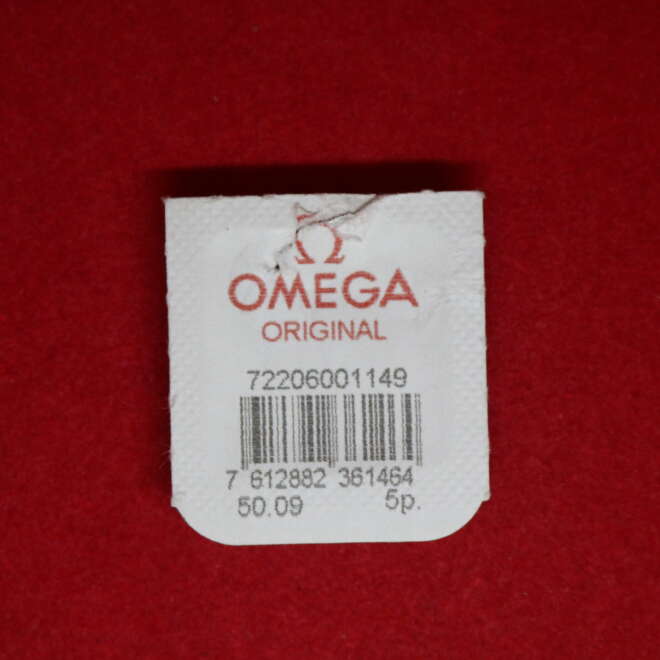 OMEGA
ORIGINAL
72206001149
7 612882 361464
50.09 5p.